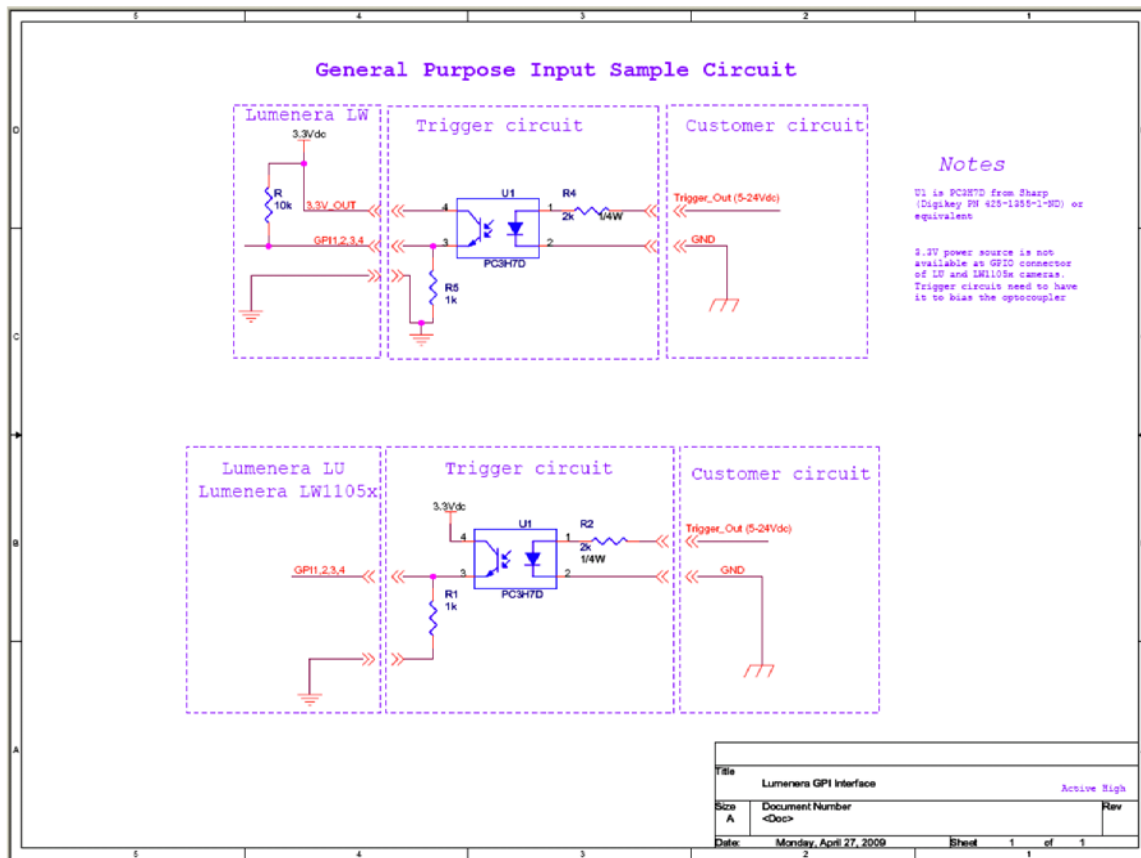 5 4 3 2 1
General Purpose Input Sample Circuit
D
Lumenera LW
Trigger circuit
Customer circuit
3.3Vdc
Notes
R
10k
3.3V_OUT
4
U1
1
R4
2k
1/4W
Trigger_Out (5-24Vdc)
U1 is PC3H7D from Sharp
(Digikey PN 425-1355-1-ND) or
equivalent
GPI1,2,3,4
3
2
GND
PC3H7D
R5
1k
3.3V power source is not
available at GPIO connector
of LU and LW1105x cameras.
Trigger circuit need to have
it to bias the optocoupler
C
Lumenera LU
Lumenera LW1105x
Trigger circuit
Customer circuit
3.3Vdc
B
4
U1
1
R2
2k
1/4W
Trigger_Out (5-24Vdc)
GPI1,2,3,4
3
2
GND
PC3H7D
R1
1k
A
Title
Lumenera GPI Interface
Active High
Size
A
Document Number
<Doc>
Rev
Date: Monday, April 27, 2009 Sheet 1 of 1
5 4 3 2 1